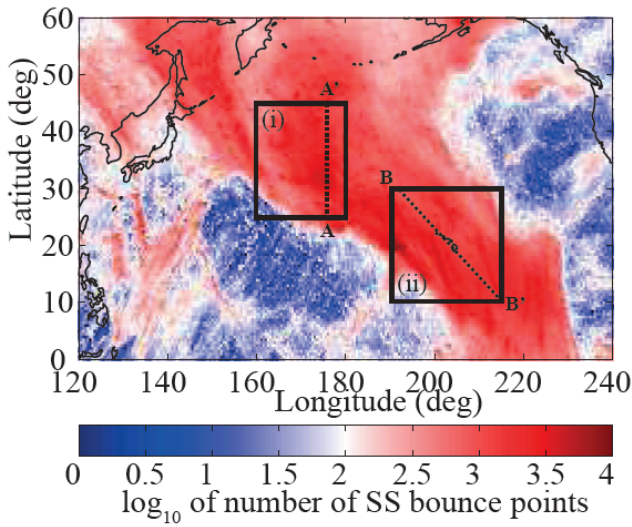 60
50
40
30
20
10
0
Latitude (deg)
A'
(i)
A
B
(ii)
B'
120 140 160 180 200 220 240
Longitude (deg)
0 0.5 1 1.5 2 2.5 3 3.5 4
log₁₀ of number of SS bounce points